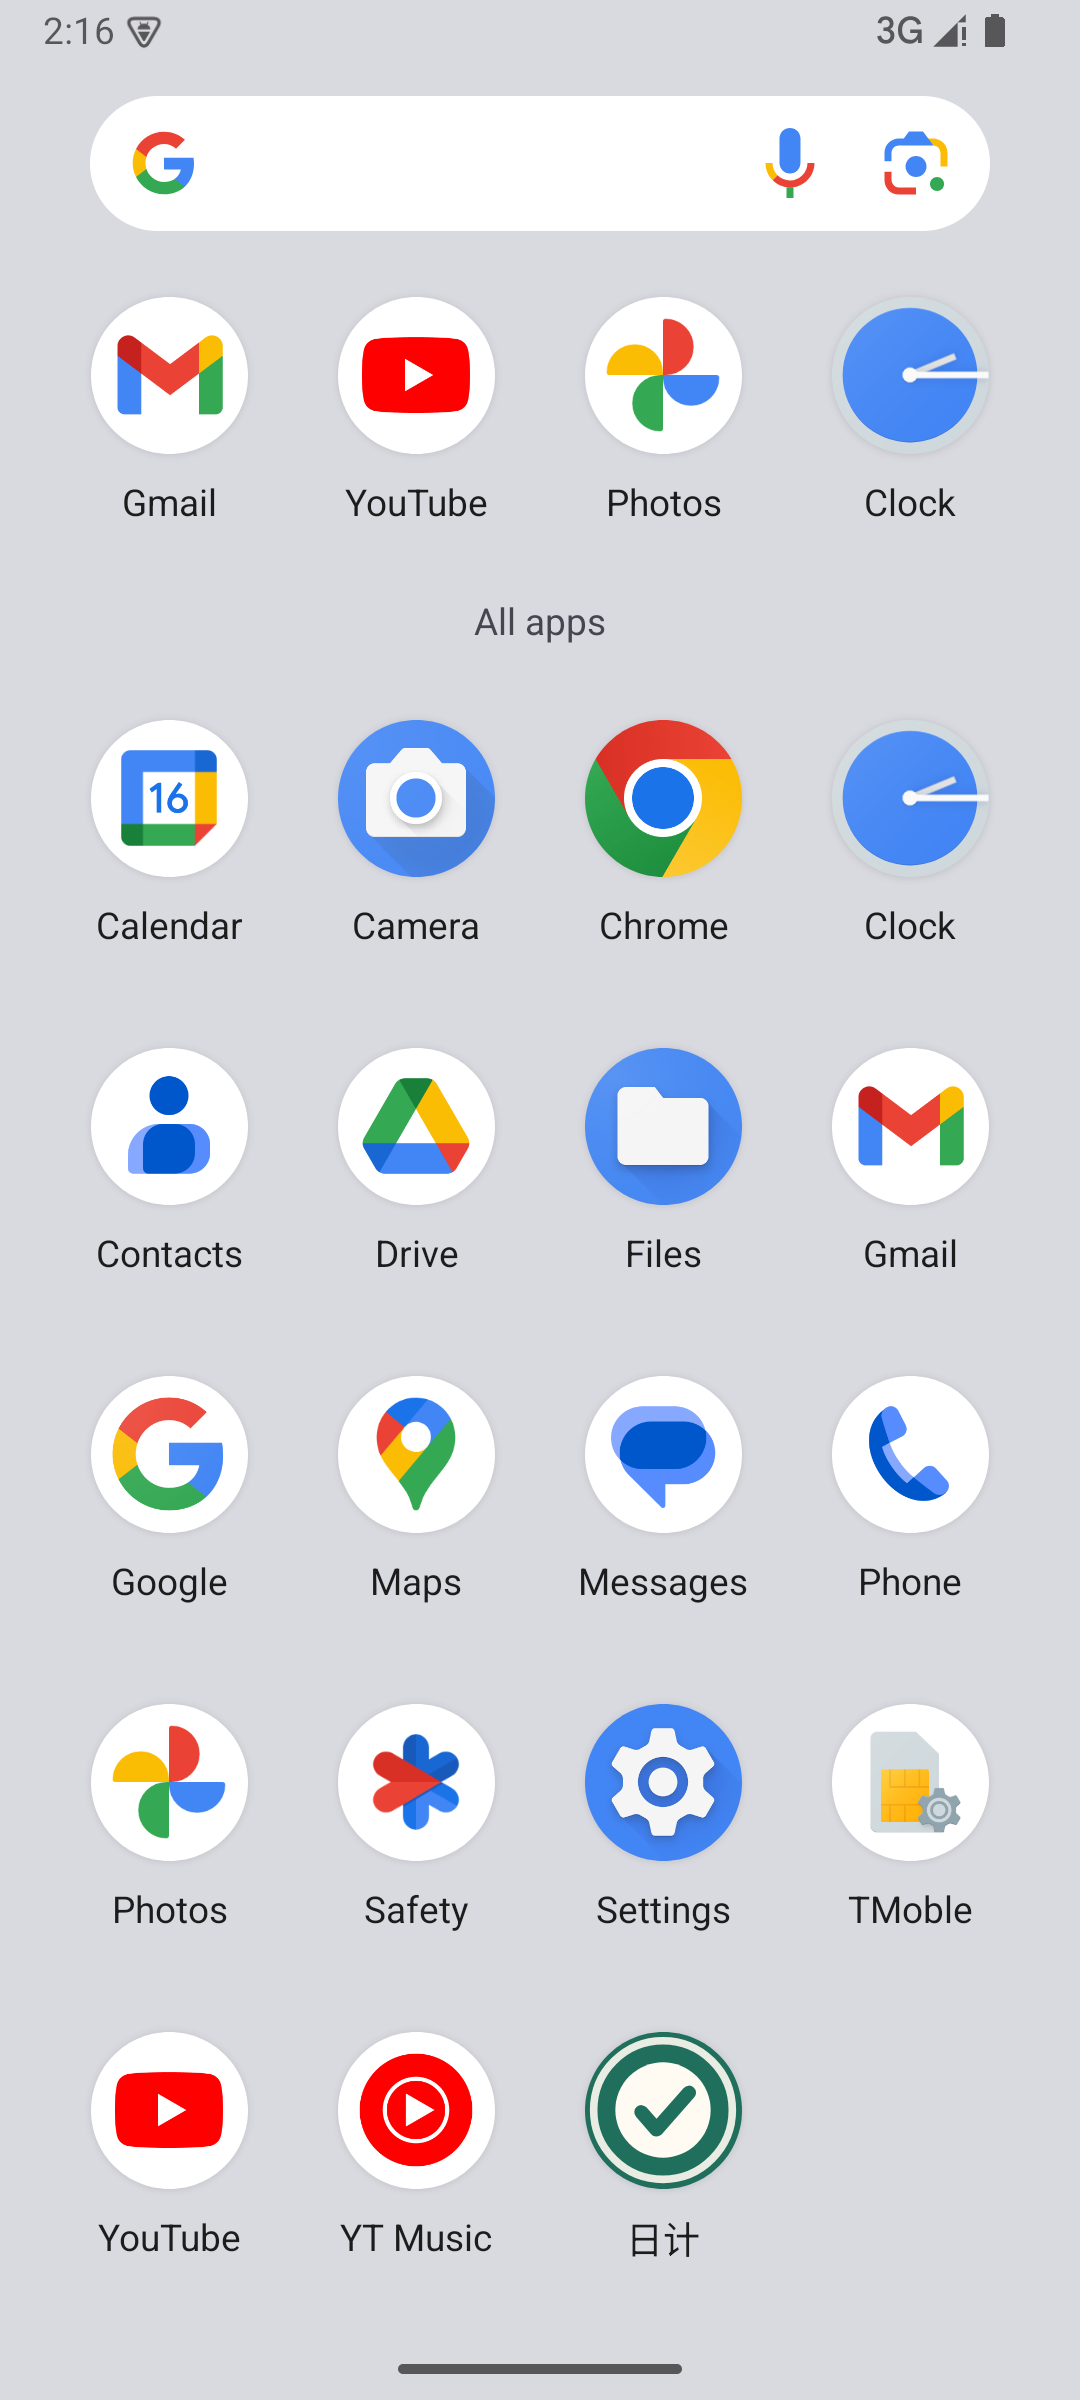 2:16 3G
Gmail YouTube Photos Clock
All apps
16
Calendar Camera Chrome Clock
Contacts Drive Files Gmail
Google Maps Messages Phone
Photos Safety Settings TMoble
YouTube YT Music 日计